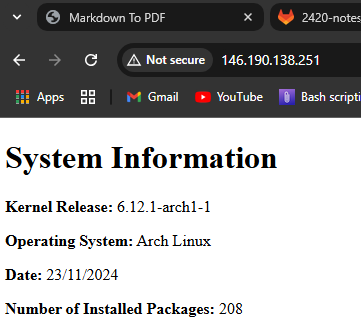 Markdown To PDF
2420-notes
Not secure
146.190.138.251
Apps
Gmail
YouTube
Bash scripti
System Information
Kernel Release: 6.12.1-arch1-1
Operating System: Arch Linux
Date: 23/11/2024
Number of Installed Packages: 208